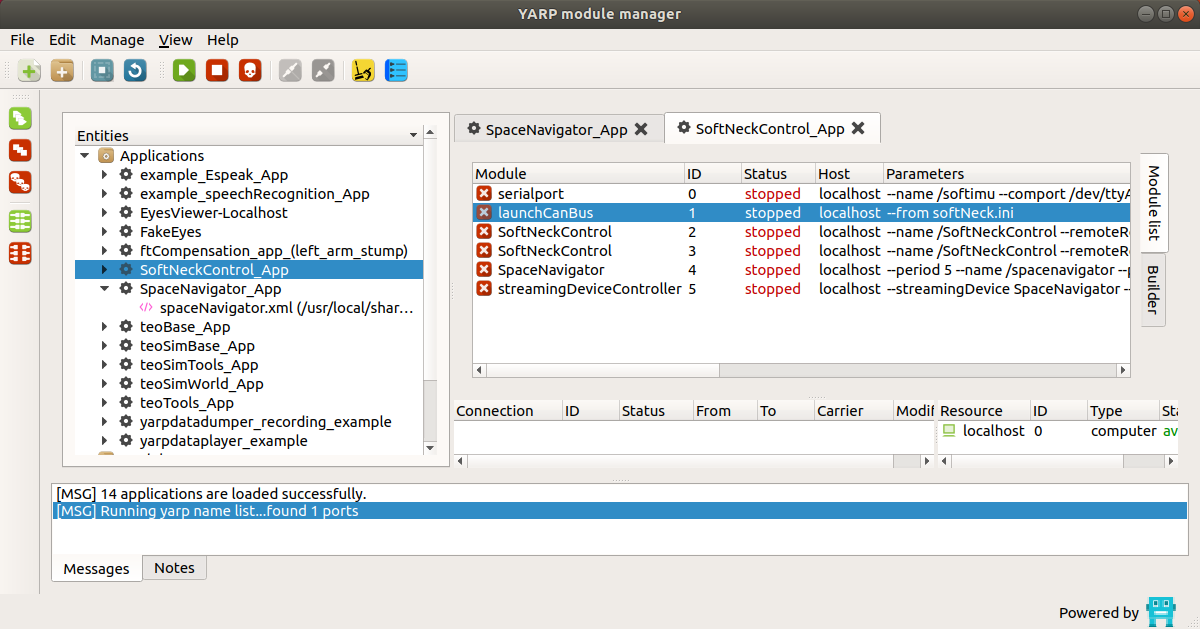 YARP module manager
File Edit Manage View Help
Entities
Applications
example_Espeak_App
example_speechRecognition_App
EyesViewer-Localhost
FakeEyes
ftCompensation_app_(left_arm_stump)
SoftNeckControl_App
SpaceNavigator_App
spaceNavigator.xml (/usr/local/shar...
teoBase_App
teoSimBase_App
teoSimTools_App
teoSimWorld_App
teoTools_App
yarpdatadumper_recording_example
yarpdataplayer_example
SpaceNavigator_App SoftNeckControl_App
Module ID Status Host Parameters
serialport 0 stopped localhost --name /softimu --comport /dev/ttyA
launchCanBus 1 stopped localhost --from softNeck.ini
SoftNeckControl 2 stopped localhost --name /SoftNeckControl --remoteR
SoftNeckControl 3 stopped localhost --name /SoftNeckControl --remoteR
SpaceNavigator 4 stopped localhost --period 5 --name /spacenavigator --p
streamingDeviceController 5 stopped localhost --streamingDevice SpaceNavigator --
Module list
Builder
Connection ID Status From To Carrier Modif
Resource ID Type Sta
localhost 0 computer av
[MSG] 14 applications are loaded successfully.
[MSG] Running yarp name list...found 1 ports
Messages Notes
Powered by